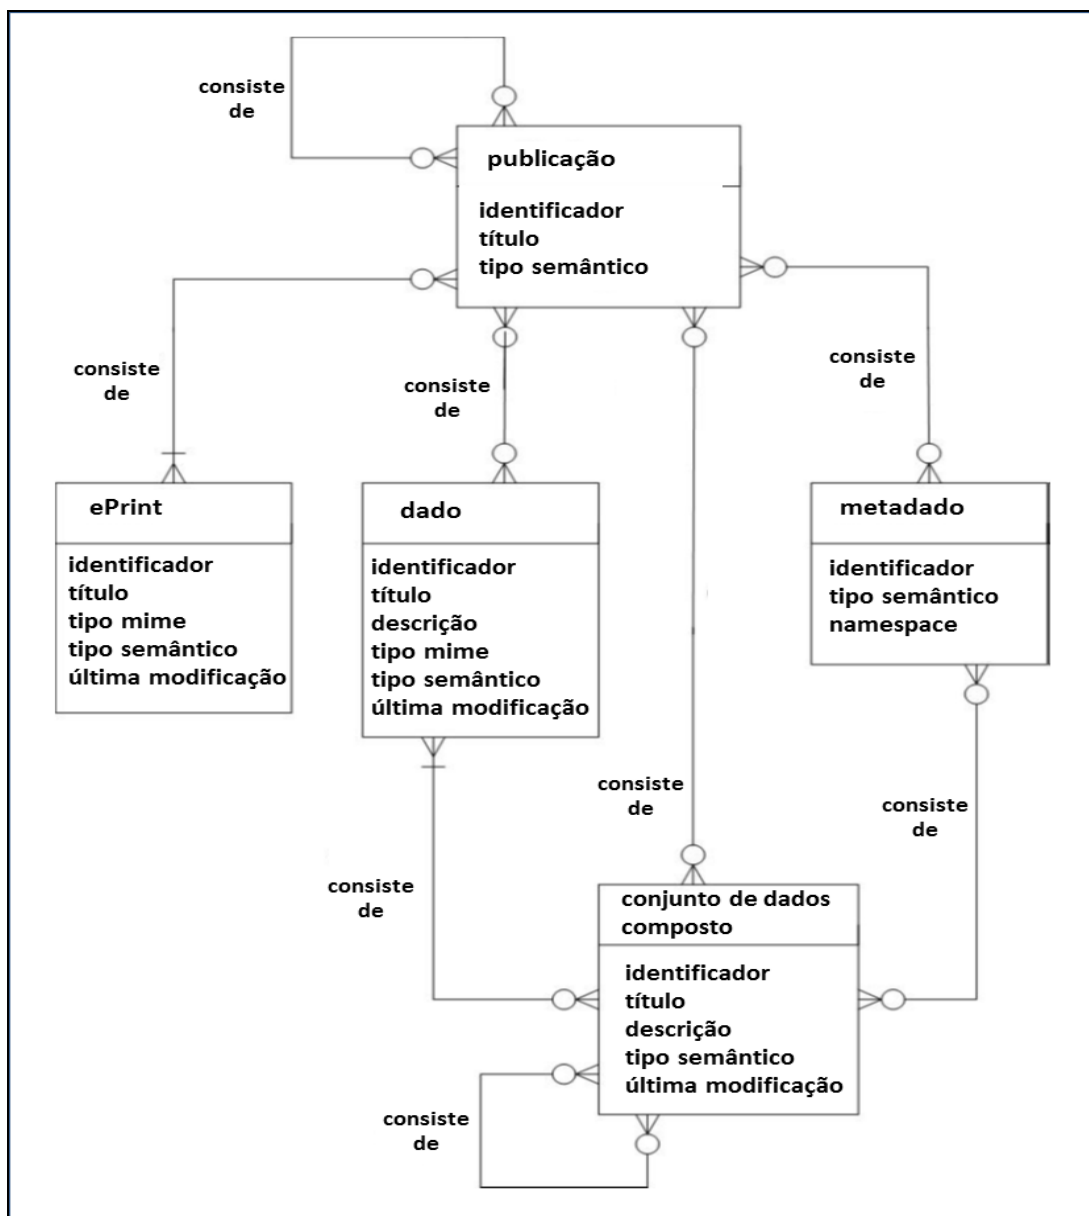 consiste
de
publicação
identificador
título
tipo semântico
consiste
de
consiste
de
consiste
de
ePrint
identificador
título
tipo mime
tipo semântico
última modificação
dado
identificador
título
descrição
tipo mime
tipo semântico
última modificação
metadado
identificador
tipo semântico
namespace
consiste
de
consiste
de
consiste
de
conjunto de dados
composto
identificador
título
descrição
tipo semântico
última modificação
consiste
de